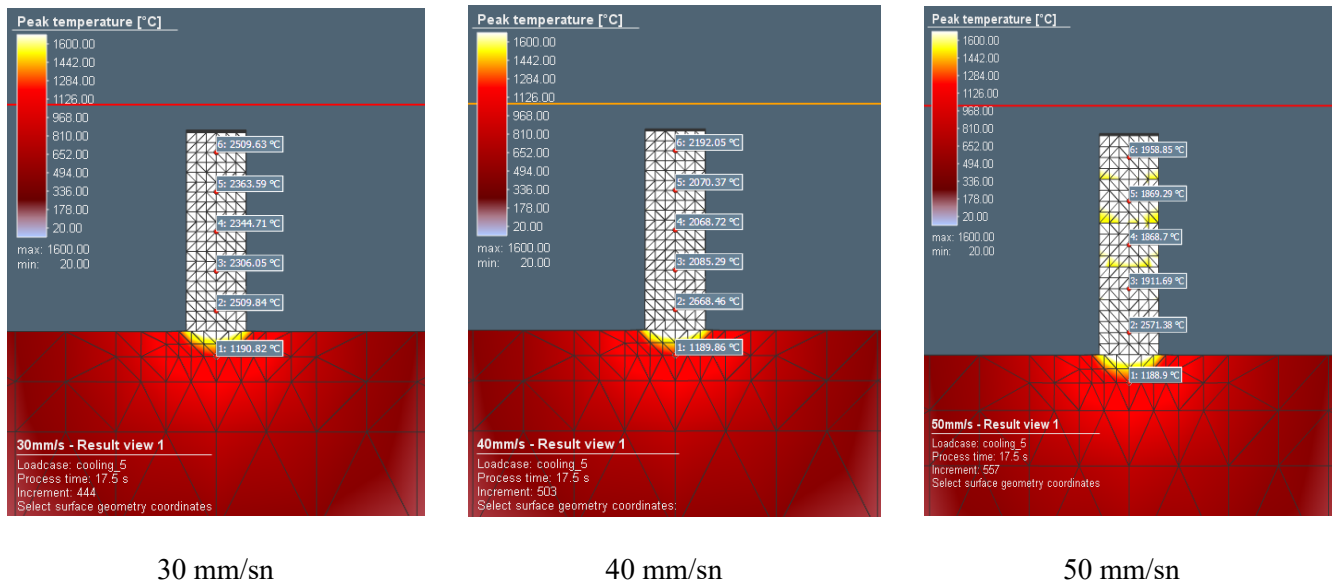 Peak temperature [°C]
1600.00
1442.00
1284.00
1126.00
968.00
810.00
652.00
494.00
336.00
178.00
20.00
max: 1600.00
min: 20.00
6: 2509.63 °C
5: 2363.59 °C
4: 2344.71 °C
3: 2306.05 °C
2: 2509.84 °C
1: 1190.82 °C
30mm/s - Result view 1
Loadcase: cooling_5
Process time: 17.5 s
Increment: 444
Select surface geometry coordinates
30 mm/sn
Peak temperature [°C]
1600.00
1442.00
1284.00
1126.00
968.00
810.00
652.00
494.00
336.00
178.00
20.00
max: 1600.00
min: 20.00
6: 2192.05 °C
5: 2070.37 °C
4: 2068.72 °C
3: 2085.29 °C
2: 2668.46 °C
1: 1189.86 °C
40mm/s - Result view 1
Loadcase: cooling_5
Process time: 17.5 s
Increment: 503
Select surface geometry coordinates:
40 mm/sn
Peak temperature [°C]
1600.00
1442.00
1284.00
1126.00
968.00
810.00
652.00
494.00
336.00
178.00
20.00
max: 1600.00
min: 20.00
6: 1958.85 °C
5: 1869.29 °C
4: 1868.7 °C
3: 1911.69 °C
2: 2571.38 °C
1: 1188.9 °C
50mm/s - Result view 1
Loadcase: cooling_5
Process time: 17.5 s
Increment: 557
Select surface geometry coordinates
50 mm/sn